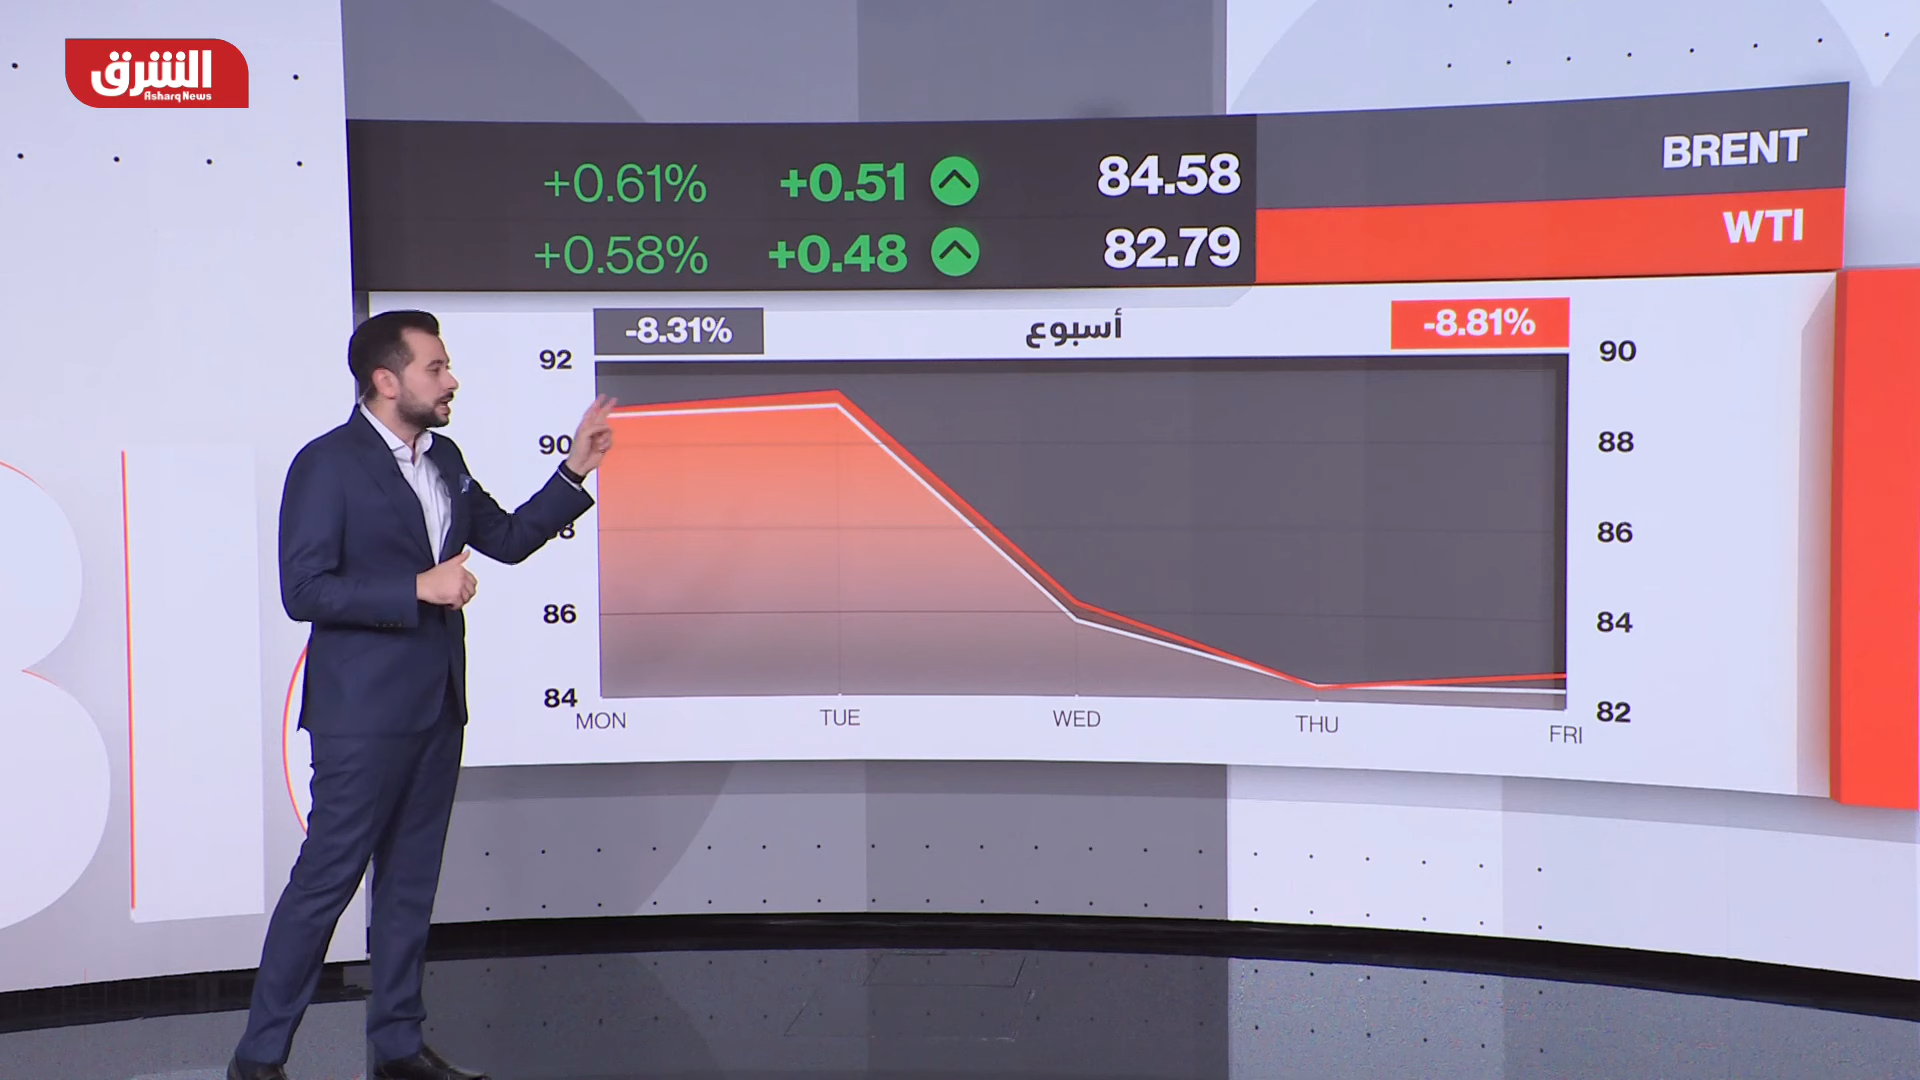 الشرق
Asharq News
BRENT 84.58 +0.51 +0.61%
WTI 82.79 +0.48 +0.58%
-8.31% أسبوع -8.81%
92 90
90 88
86
86 84
84 82
MON TUE WED THU FRI